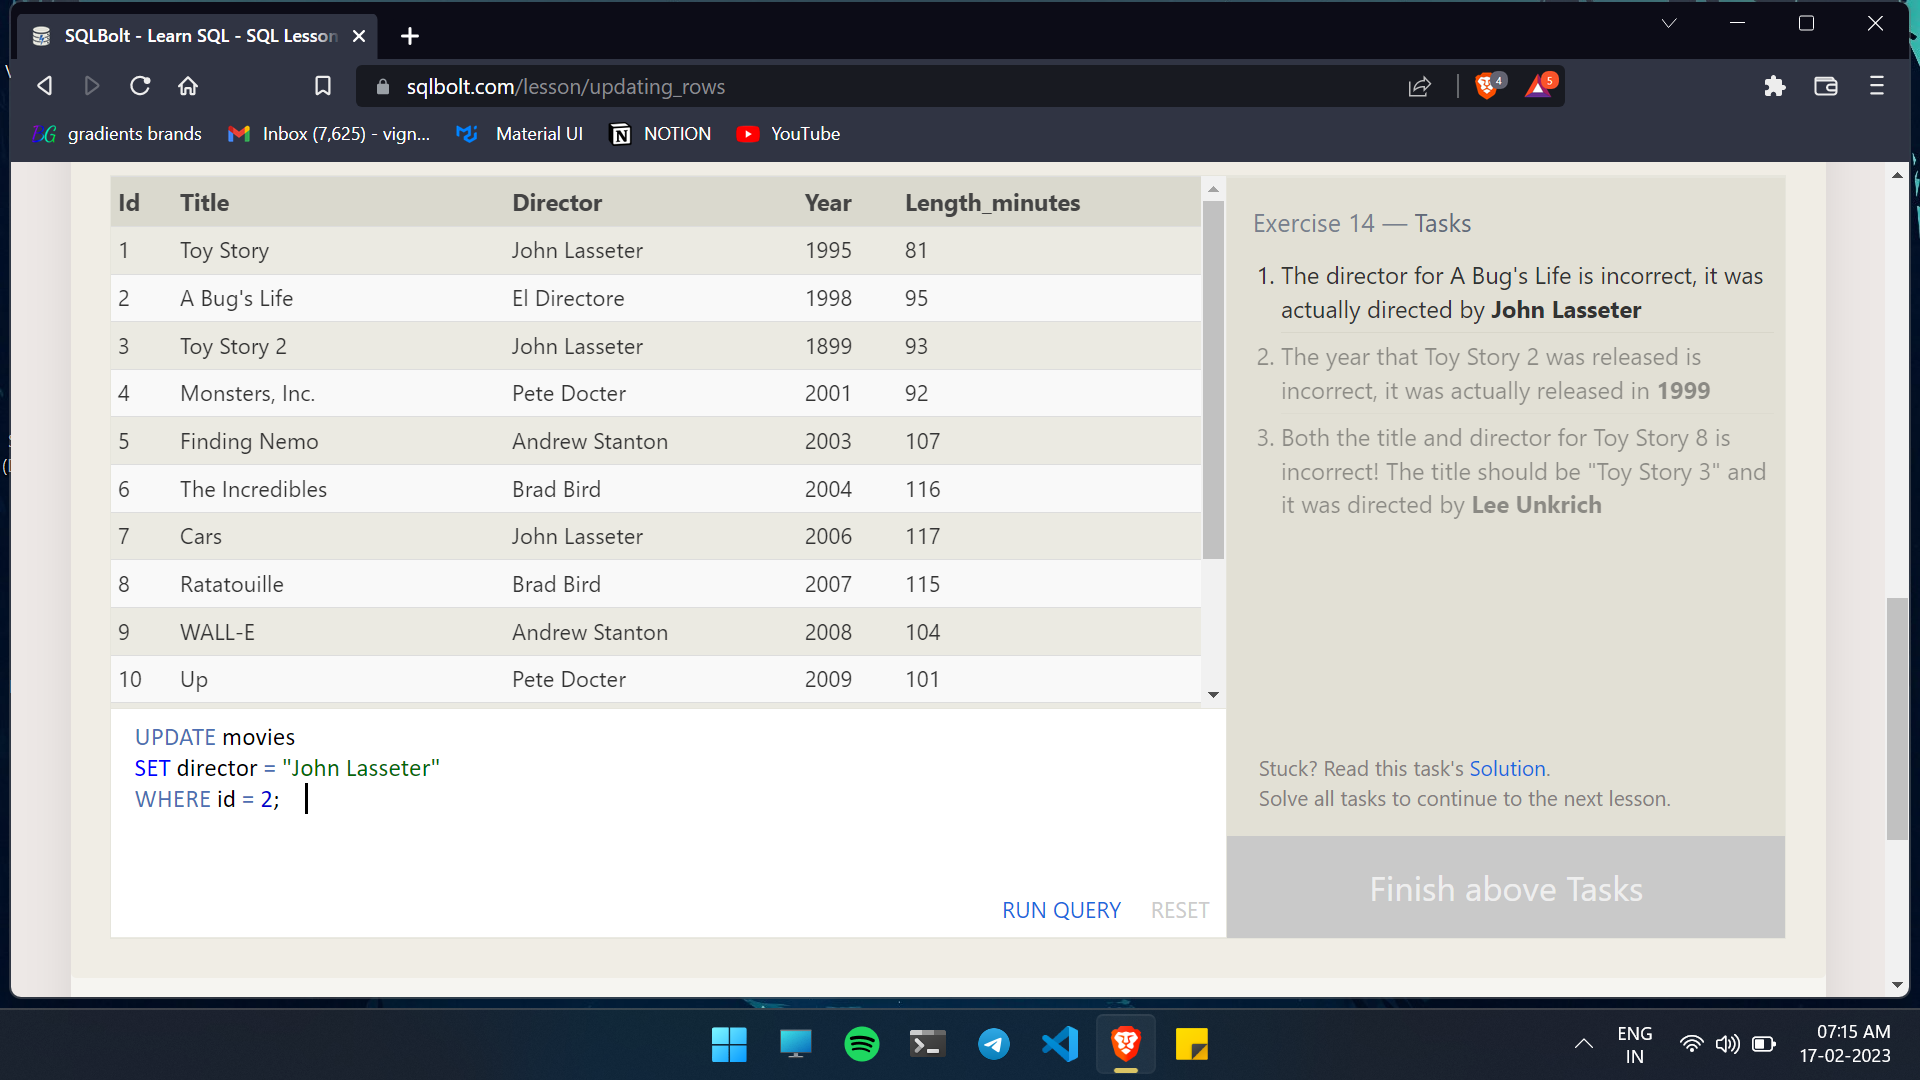 SQLBolt - Learn SQL - SQL Lesson
sqlbolt.com/lesson/updating_rows
4
5
gradients brands
Inbox (7,625) - vign...
Material UI
NOTION
YouTube
Id Title Director Year Length_minutes
1 Toy Story John Lasseter 1995 81
2 A Bug's Life El Directore 1998 95
3 Toy Story 2 John Lasseter 1899 93
4 Monsters, Inc. Pete Docter 2001 92
5 Finding Nemo Andrew Stanton 2003 107
6 The Incredibles Brad Bird 2004 116
7 Cars John Lasseter 2006 117
8 Ratatouille Brad Bird 2007 115
9 WALL-E Andrew Stanton 2008 104
10 Up Pete Docter 2009 101
UPDATE movies
SET director = "John Lasseter"
WHERE id = 2;
RUN QUERY RESET
Exercise 14 — Tasks
1. The director for A Bug's Life is incorrect, it was
actually directed by John Lasseter
2. The year that Toy Story 2 was released is
incorrect, it was actually released in 1999
3. Both the title and director for Toy Story 8 is
incorrect! The title should be "Toy Story 3" and
it was directed by Lee Unkrich
Stuck? Read this task's Solution.
Solve all tasks to continue to the next lesson.
Finish above Tasks
ENG
IN
07:15 AM
17-02-2023